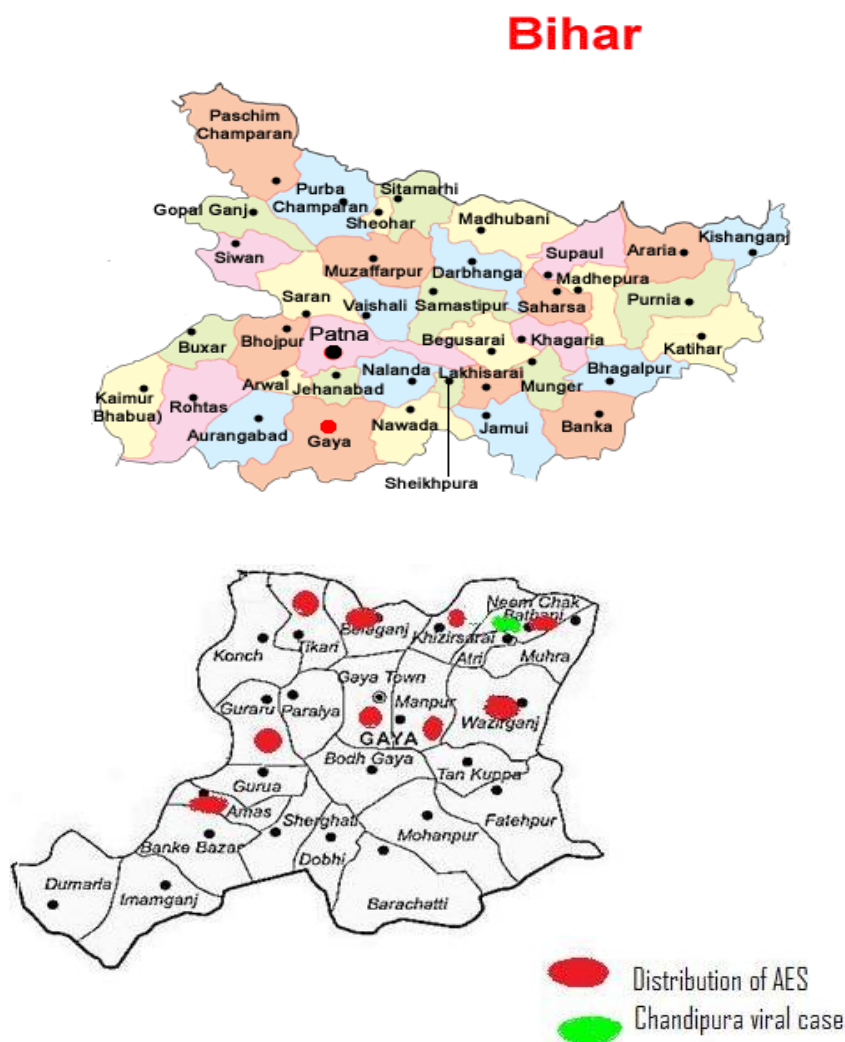 Bihar
Paschim
Champaran
Purba
Champaran
Sitamarhi
Gopal Ganj
Sheohar
Madhubani
Siwan
Muzaffarpur
Darbhanga
Supaul
Araria
Kishanganj
Madhepura
Saran
Vaishali
Samastipur
Saharsa
Purnia
Patna
Buxar
Bhojpur
Begusarai
Khagaria
Katihar
Nalanda
Lakhisarai
Bhagalpur
Arwal
Jehanabad
Munger
Kaimur
Bhabua)
Rohtas
Aurangabad
Gaya
Nawada
Jamui
Banka
Sheikhpura
Neem Chak
Bathani
Belaganj
Khizirsarai
Tikari
Konch
Atri
Muhra
Gaya Town
Guraru
Paraiya
Manpur
Wazirganj
GAYA
Bodh Gaya
Tan Kuppa
Gurua
Amas
Sherghati
Fatehpur
Mohanpur
Banke Bazar
Dobhi
Dumaria
Imamganj
Barachatti
Distribution of AES
Chandipura viral case